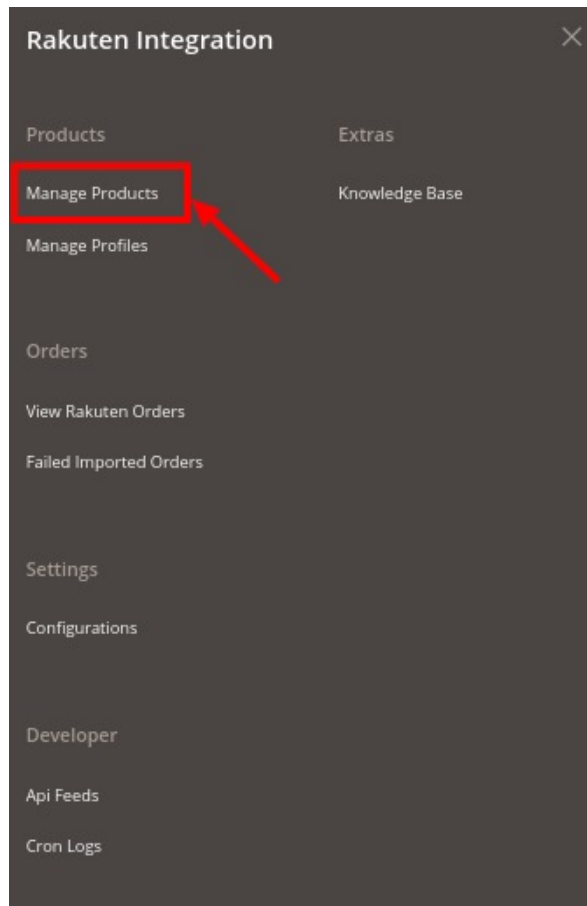 Rakuten Integration
Products
Manage Products
Manage Profiles
Extras
Knowledge Base
Orders
View Rakuten Orders
Failed Imported Orders
Settings
Configurations
Developer
Api Feeds
Cron Logs